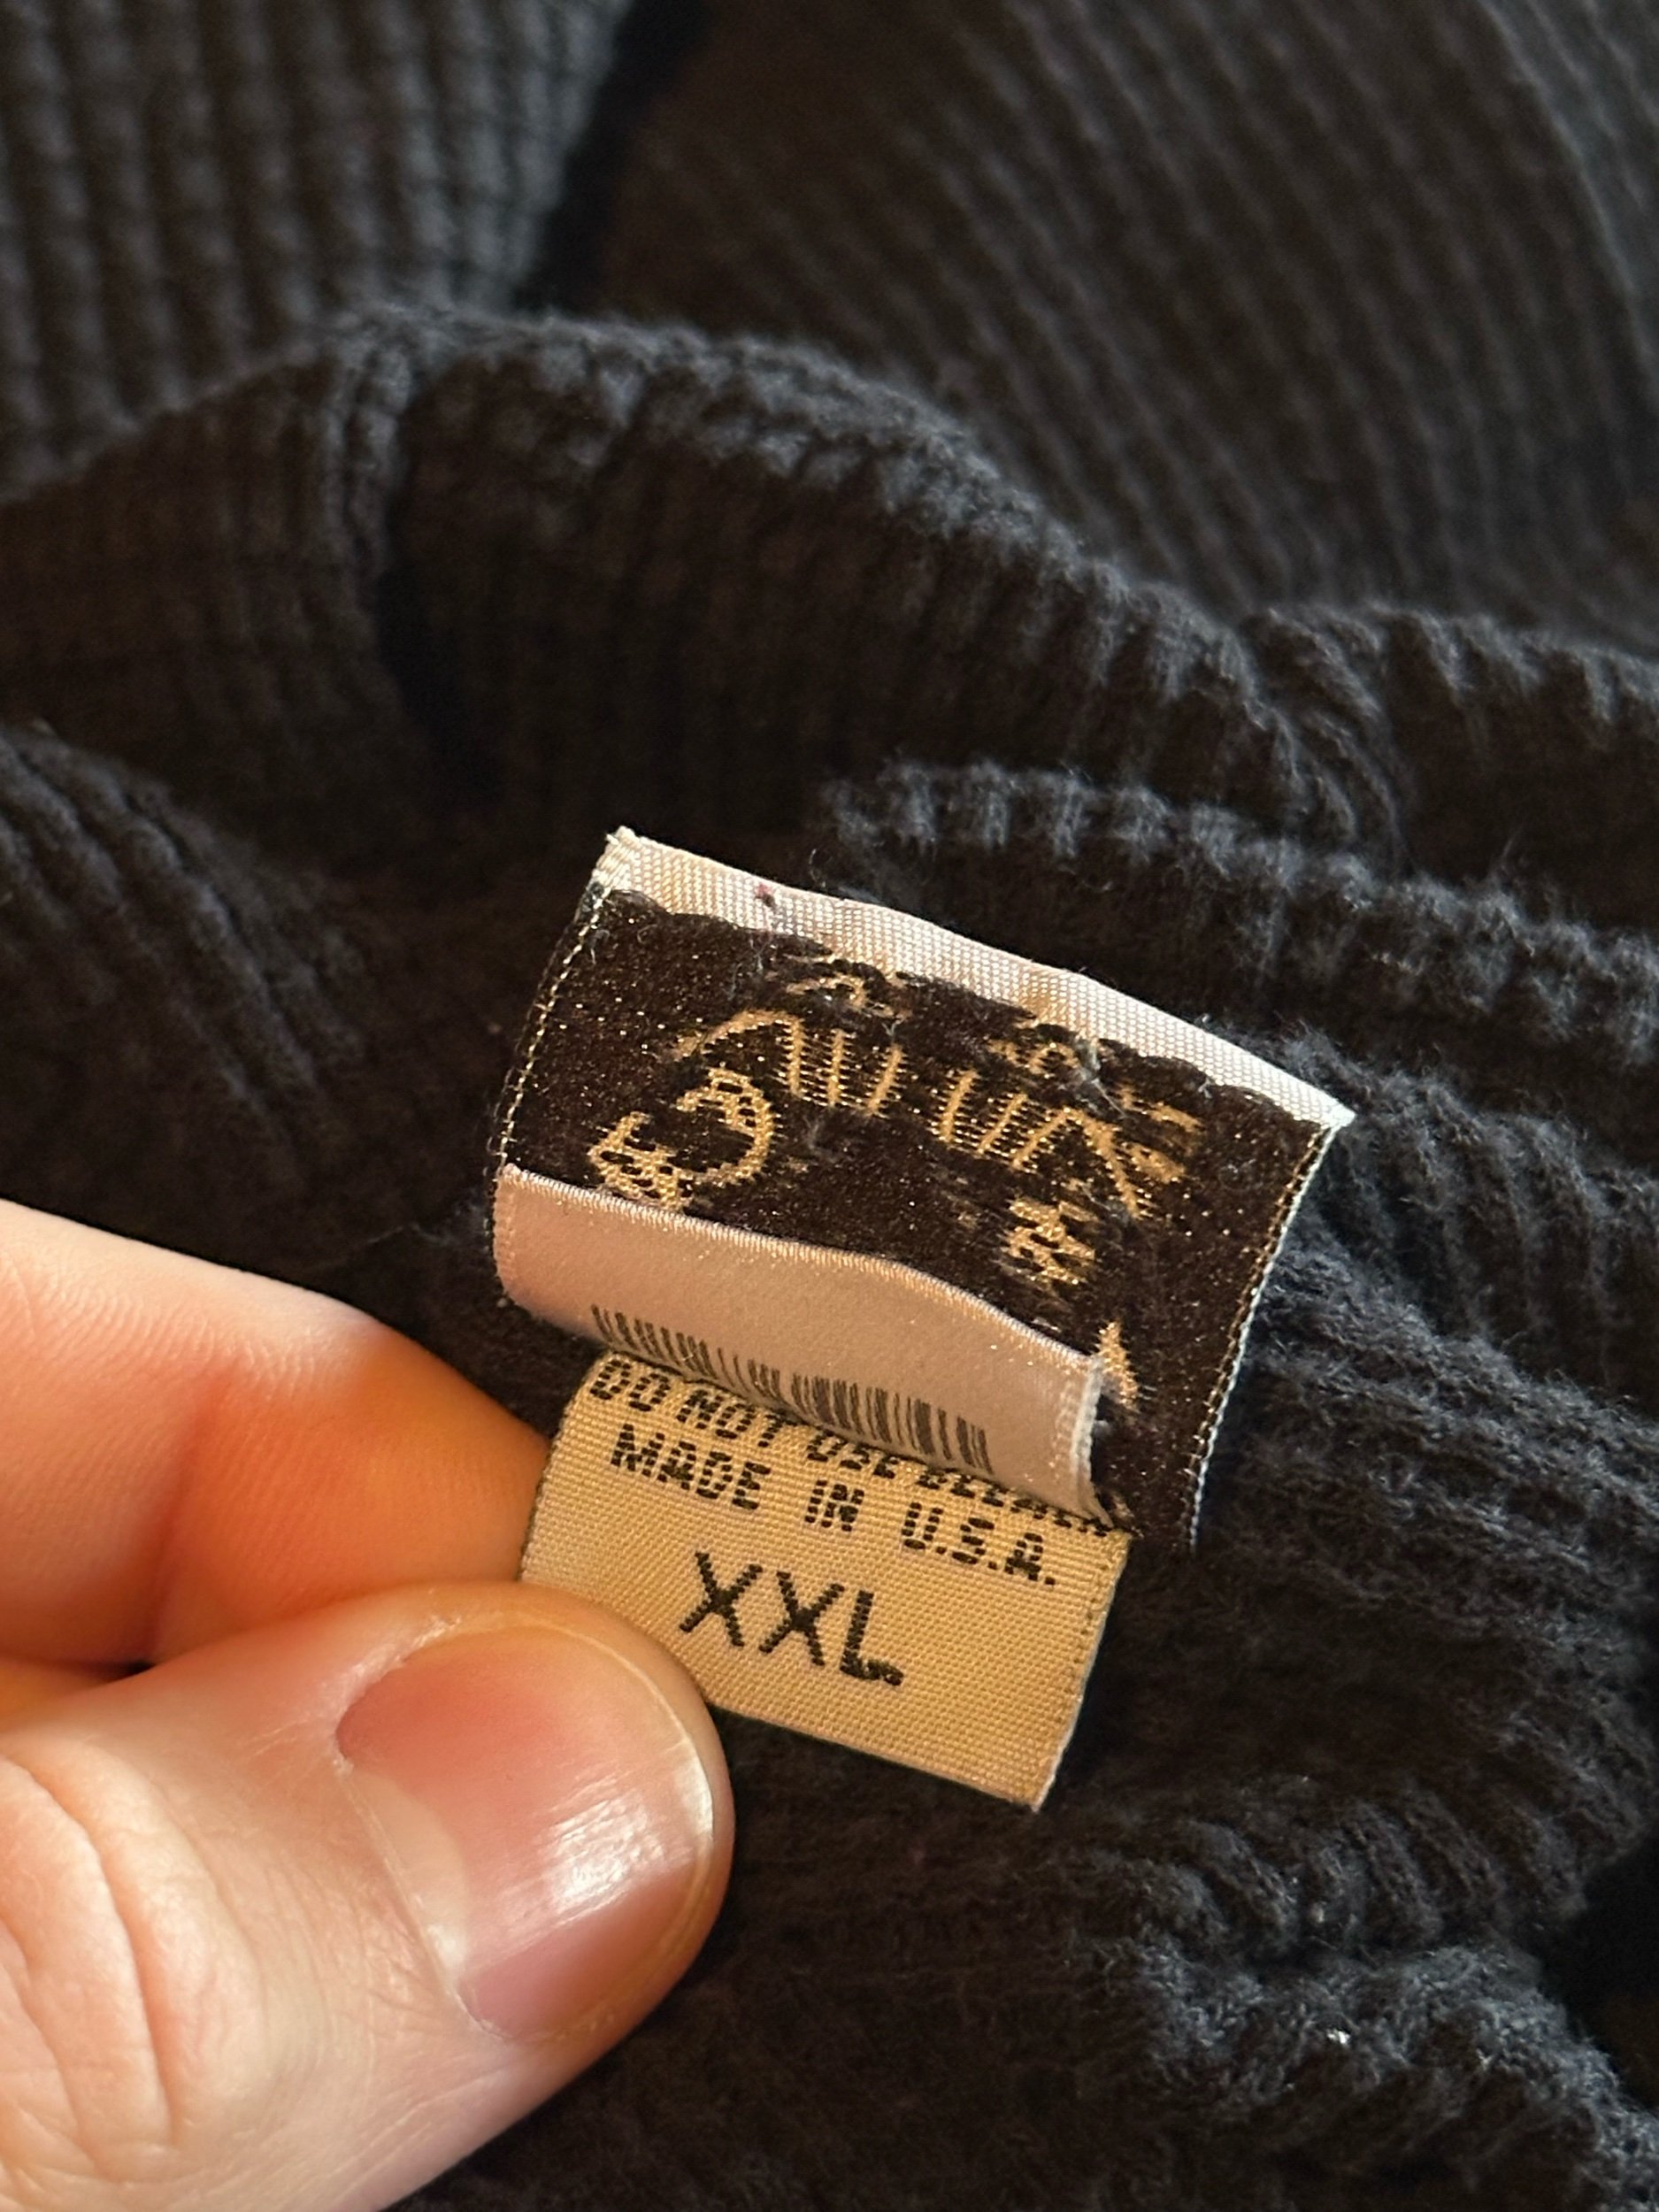 DO NOT USE BLEACH
MADE IN U.S.A.
XXL